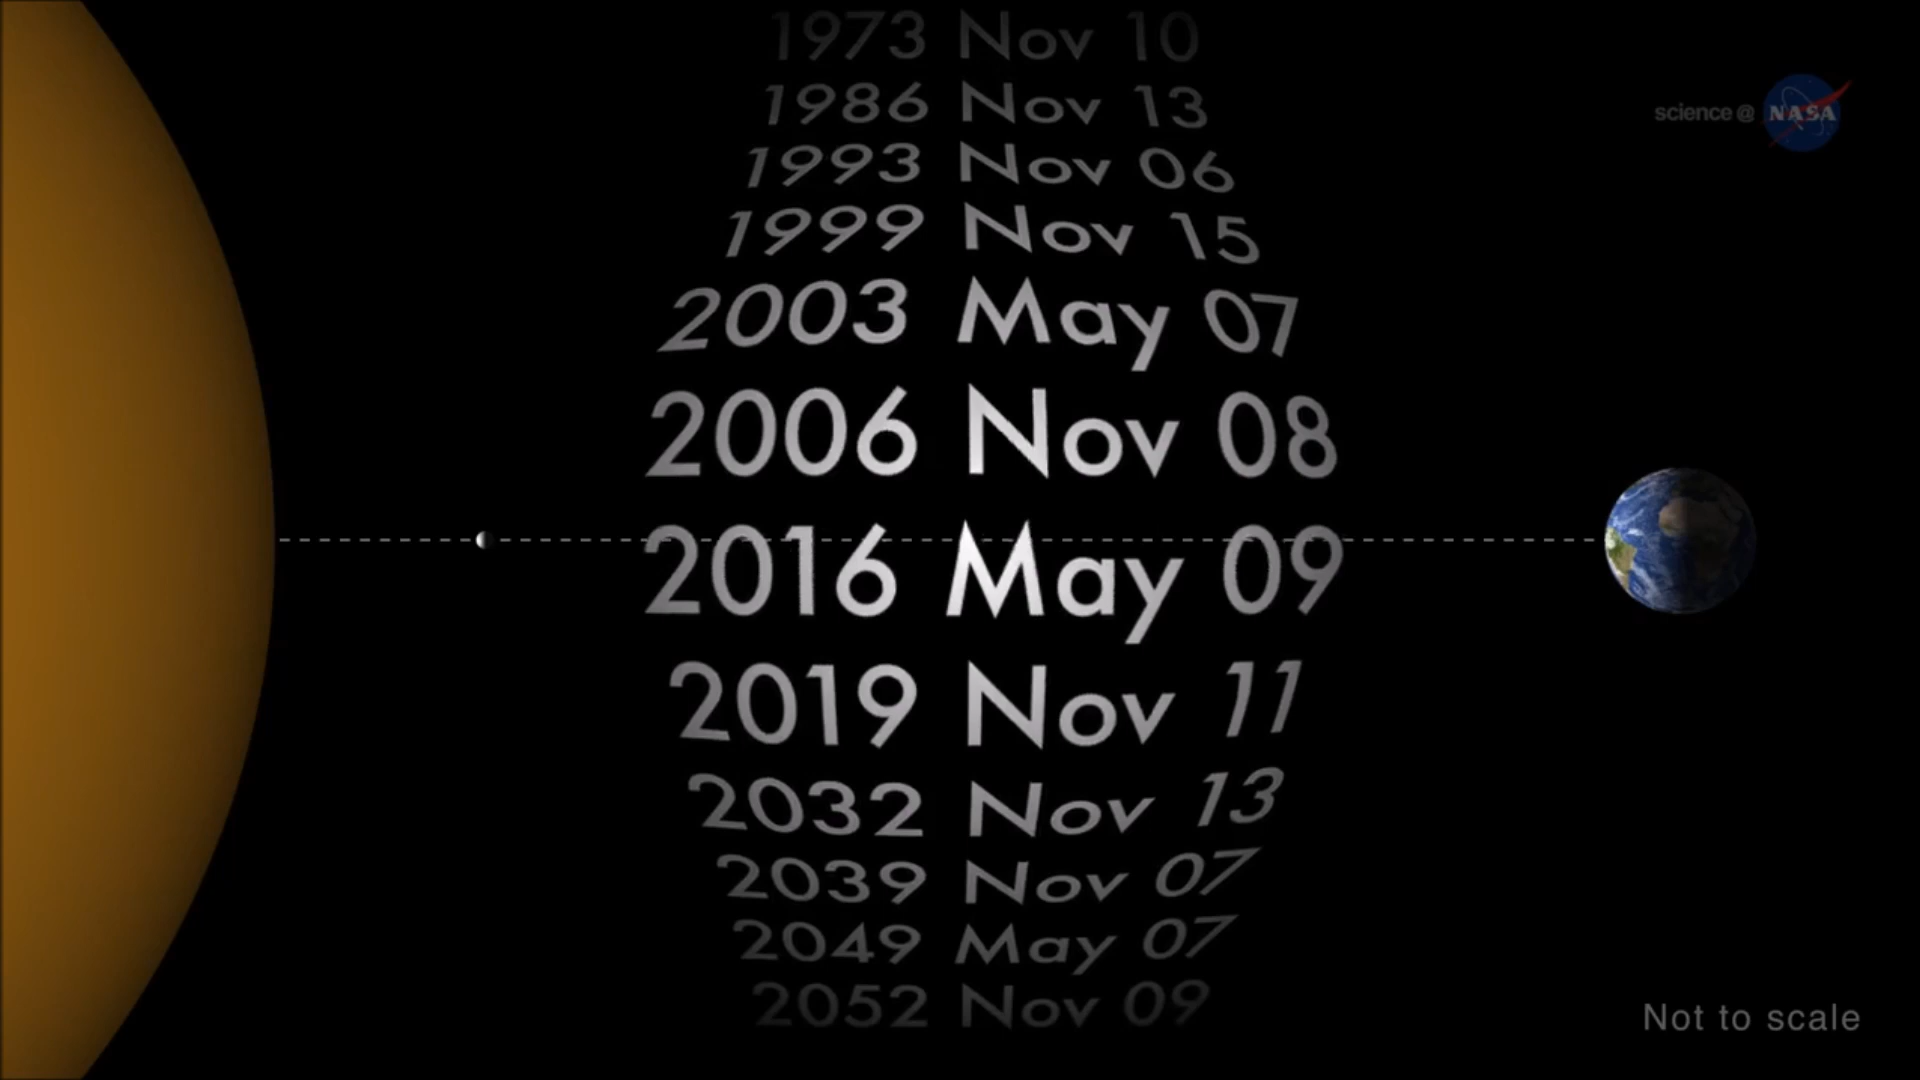 1973 Nov 10
1986 Nov 13
science @ NASA
1993 Nov 06
1999 Nov 15
2003 May 07
2006 Nov 08
2016 May 09
2019 Nov 11
2032 Nov 13
2039 Nov 07
2049 May 07
2052 Nov 09
Not to scale